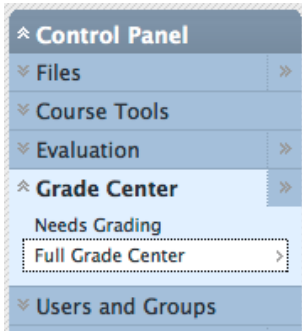 Control Panel
Files
Course Tools
Evaluation
Grade Center
Needs Grading
Full Grade Center
Users and Groups